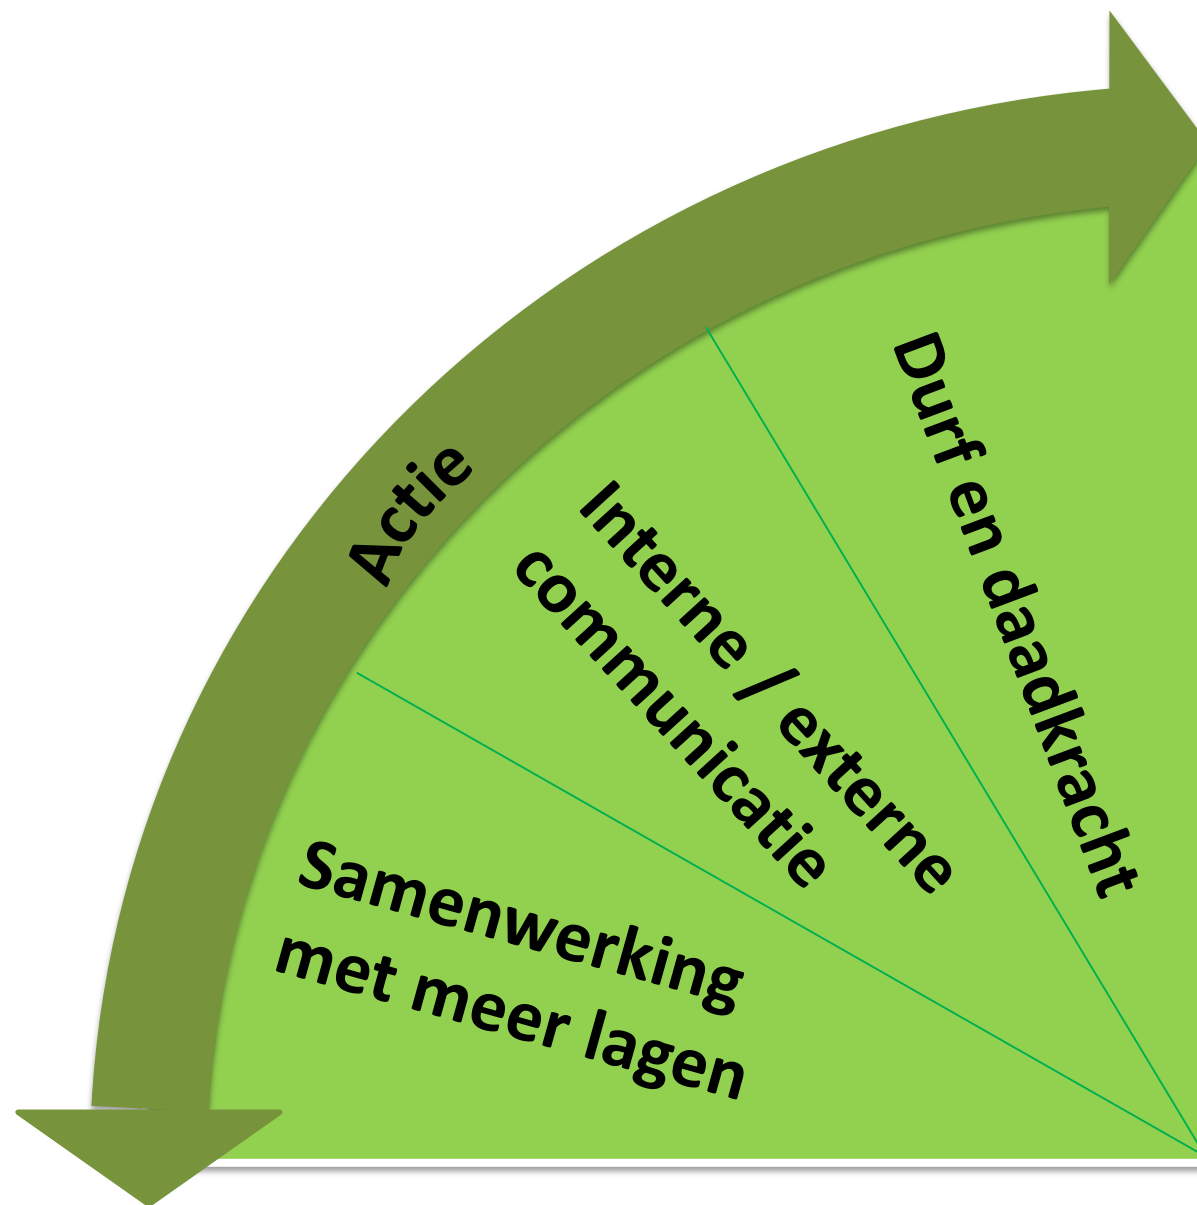 Actie
Durf en daadkracht
Interne / externe
communicatie
Samenwerking
met meer lagen